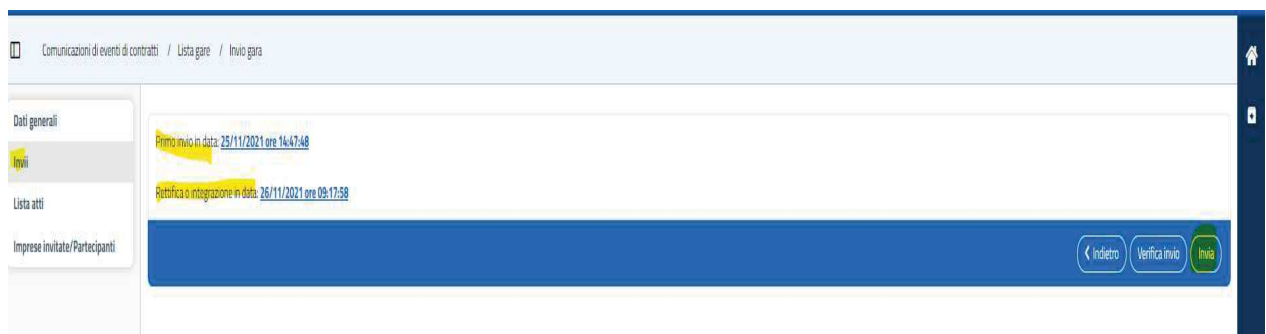 Comunicazioni di eventi di contratti / Lista gare / Invio gara
Dati generali
Invii
Lista atti
Imprese invitate/Partecipanti
Primo invio in data: 25/11/2021 ore 14:47:48
Rettifica o integrazione in data: 26/11/2021 ore 09:17:58
Indietro
Verifica invio
Invia